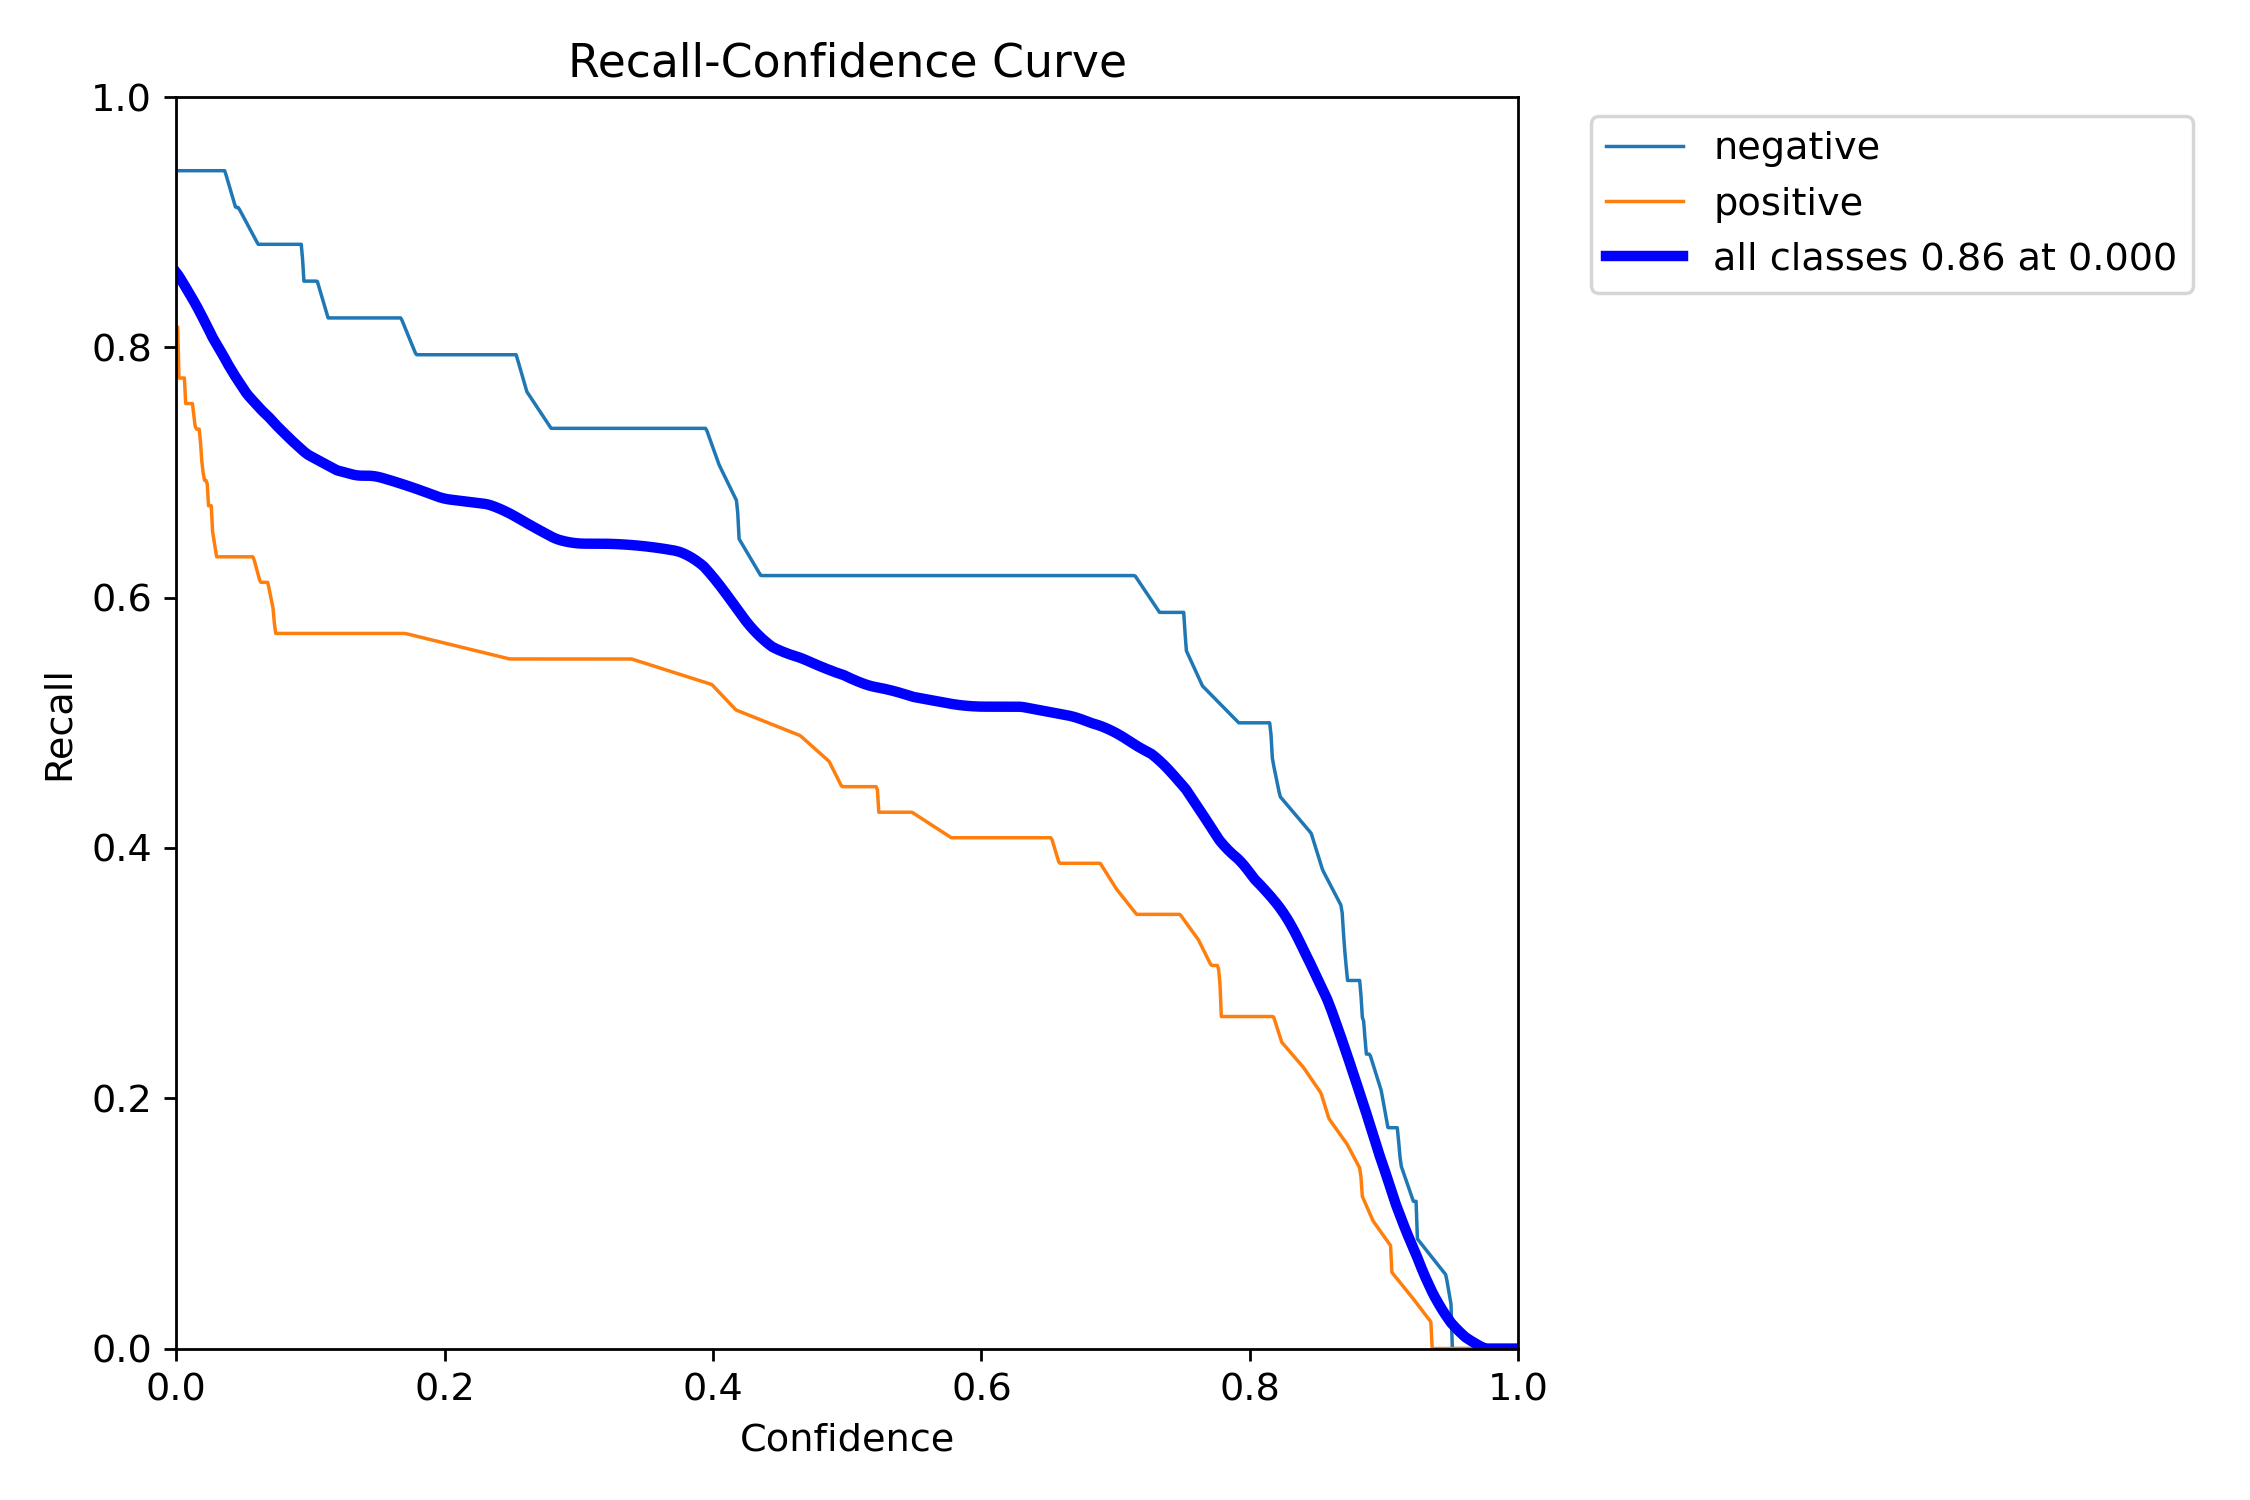 Recall-Confidence Curve
1.0
0.8
0.6
0.4
0.2
0.0
Recall
0.0 0.2 0.4 0.6 0.8 1.0
Confidence
negative
positive
all classes 0.86 at 0.000